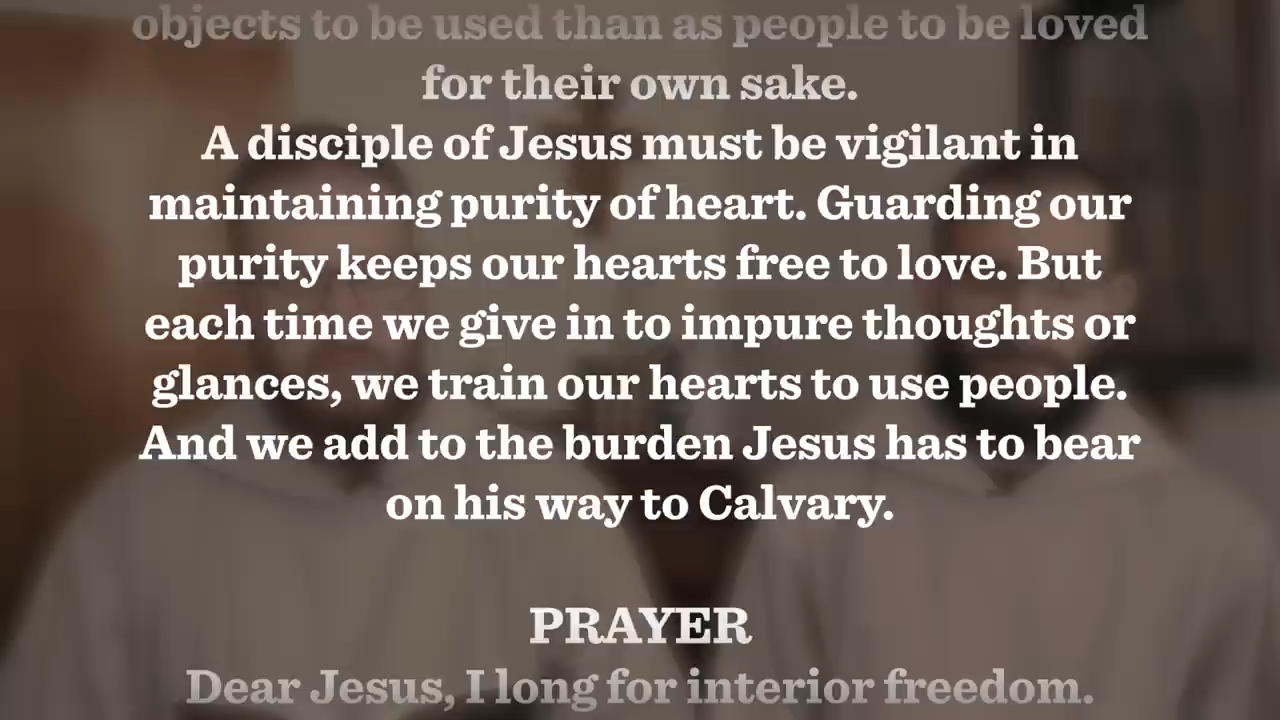 objects to be used than as people to be loved
for their own sake.
A disciple of Jesus must be vigilant in
maintaining purity of heart. Guarding our
purity keeps our hearts free to love. But
each time we give in to impure thoughts or
glances, we train our hearts to use people.
And we add to the burden Jesus has to bear
on his way to Calvary.
PRAYER
Dear Jesus, I long for interior freedom.